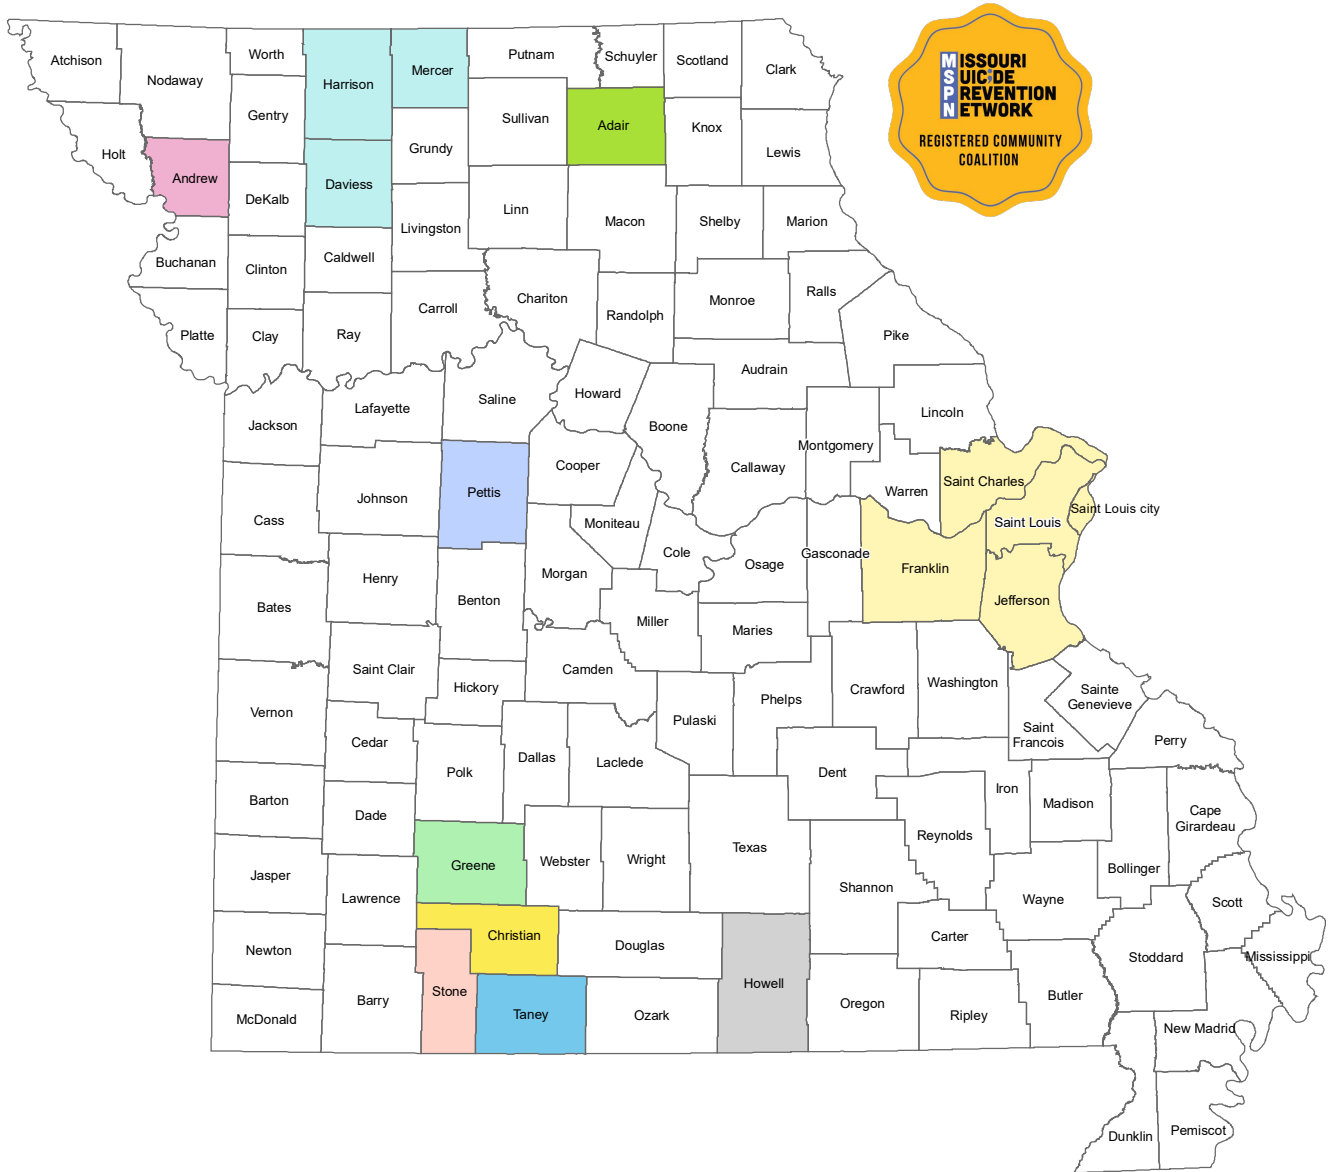 MISSOURI
SUIC;DE
PREVENTION
NETWORK
REGISTERED COMMUNITY
COALITION
Atchison
Nodaway
Worth
Harrison
Mercer
Putnam
Schuyler
Scotland
Clark
Gentry
Sullivan
Adair
Knox
Holt
Andrew
Grundy
Lewis
DeKalb
Daviess
Livingston
Linn
Macon
Shelby
Marion
Buchanan
Clinton
Caldwell
Carroll
Chariton
Randolph
Monroe
Ralls
Platte
Clay
Ray
Pike
Audrain
Howard
Jackson
Lafayette
Saline
Boone
Lincoln
Montgomery
Cooper
Callaway
Warren
Saint Charles
Johnson
Pettis
Saint Louis city
Cass
Moniteau
Saint Louis
Cole
Gasconade
Osage
Franklin
Henry
Morgan
Benton
Jefferson
Bates
Miller
Maries
Saint Clair
Camden
Hickory
Crawford
Washington
Sainte
Genevieve
Phelps
Vernon
Pulaski
Saint
Francois
Perry
Cedar
Polk
Dallas
Laclede
Dent
Iron
Madison
Barton
Dade
Cape
Girardeau
Reynolds
Texas
Greene
Webster
Wright
Bollinger
Jasper
Shannon
Lawrence
Wayne
Scott
Christian
Douglas
Carter
Newton
Stoddard
Mississippi
Howell
Stone
Barry
Butler
Oregon
McDonald
Taney
Ozark
Ripley
New Madrid
Dunklin
Pemiscot